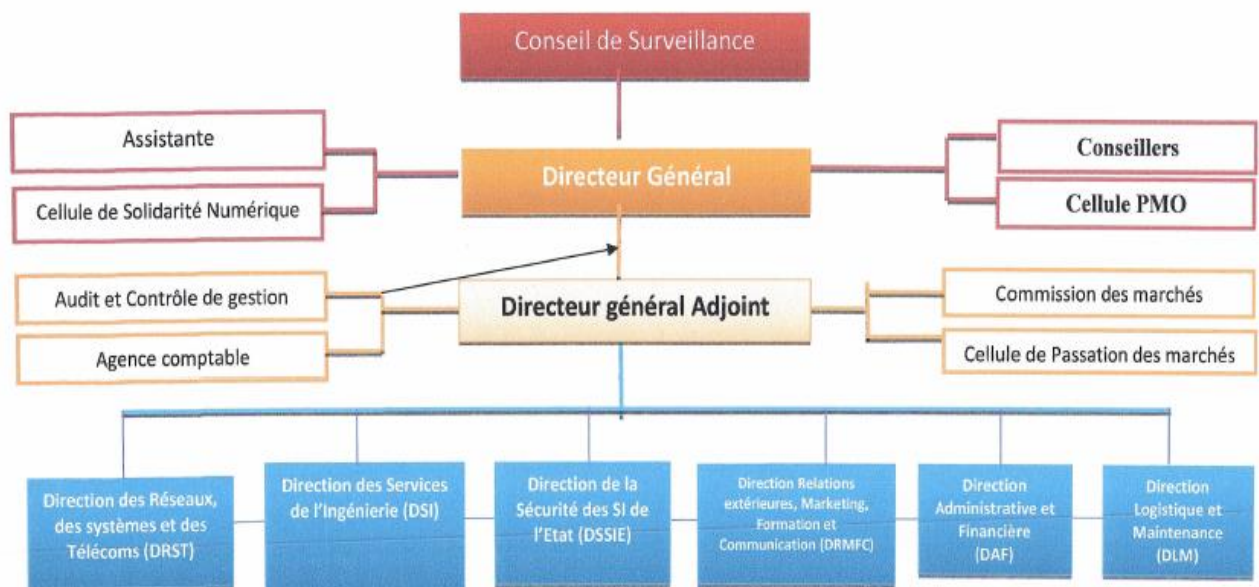 Conseil de Surveillance
Assistante
Conseillers
Directeur Général
Cellule de Solidarité Numérique
Cellule PMO
Audit et Contrôle de gestion
Directeur général Adjoint
Commission des marchés
Agence comptable
Cellule de Passation des marchés
Direction des Réseaux,
des systèmes et des
Télécoms (DRST)
Direction des Services
de l'Ingénierie (DSI)
Direction de la
Sécurité des SI de
l'Etat (DSSIE)
Direction Relations
extérieures, Marketing,
Formation et
Communication (DRMFC)
Direction
Administrative et
Financière
(DAF)
Direction
Logistique et
Maintenance
(DLM)